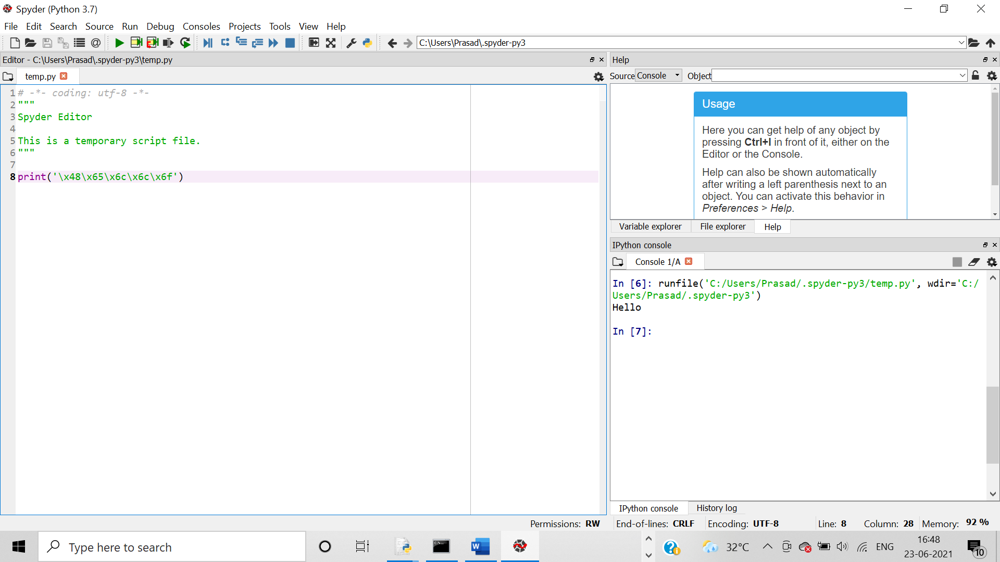 Spyder (Python 3.7)
File Edit Search Source Run Debug Consoles Projects Tools View Help
C:\Users\Prasad\.spyder-py3
Editor - C:\Users\Prasad\.spyder-py3\temp.py
temp.py
1 # -*- coding: utf-8 -*-
2 """
3 Spyder Editor
4
5 This is a temporary script file.
6 """
7
8 print('\x48\x65\x6c\x6c\x6f')
Help
Source Console Object
Usage
Here you can get help of any object by
pressing Ctrl+I in front of it, either on the
Editor or the Console.
Help can also be shown automatically
after writing a left parenthesis next to an
object. You can activate this behavior in
Preferences > Help.
Variable explorer File explorer Help
IPython console
Console 1/A
In [6]: runfile('C:/Users/Prasad/.spyder-py3/temp.py', wdir='C:/
Users/Prasad/.spyder-py3')
Hello
In [7]:
IPython console History log
Permissions: RW End-of-lines: CRLF Encoding: UTF-8 Line: 8 Column: 28 Memory: 92 %
Type here to search
32°C ENG
16:48
23-06-2021
10